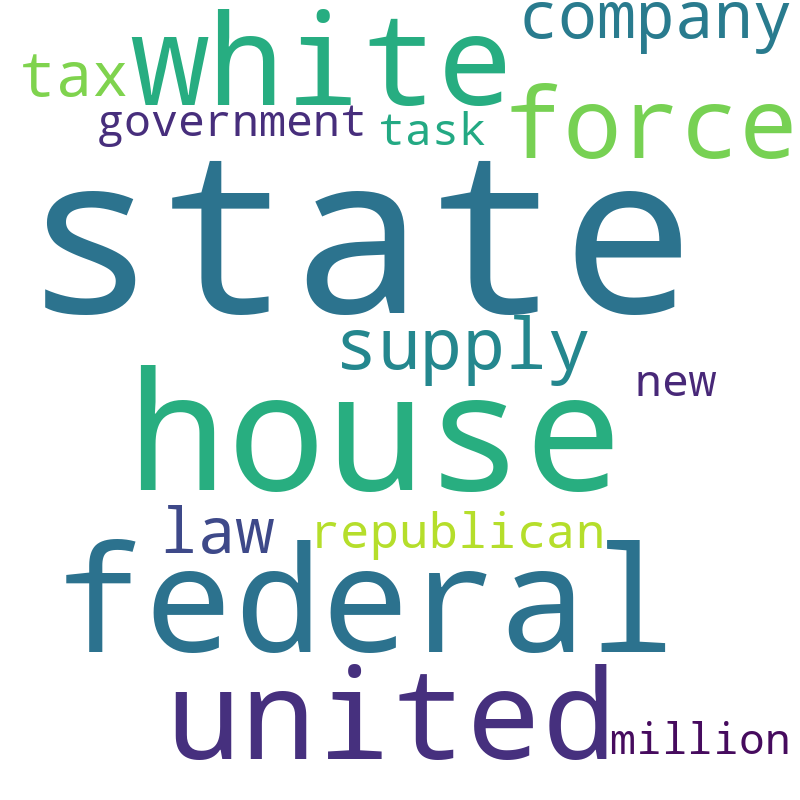 company
tax white
government task force
state
supply
new
house
law republican
federal
united
million